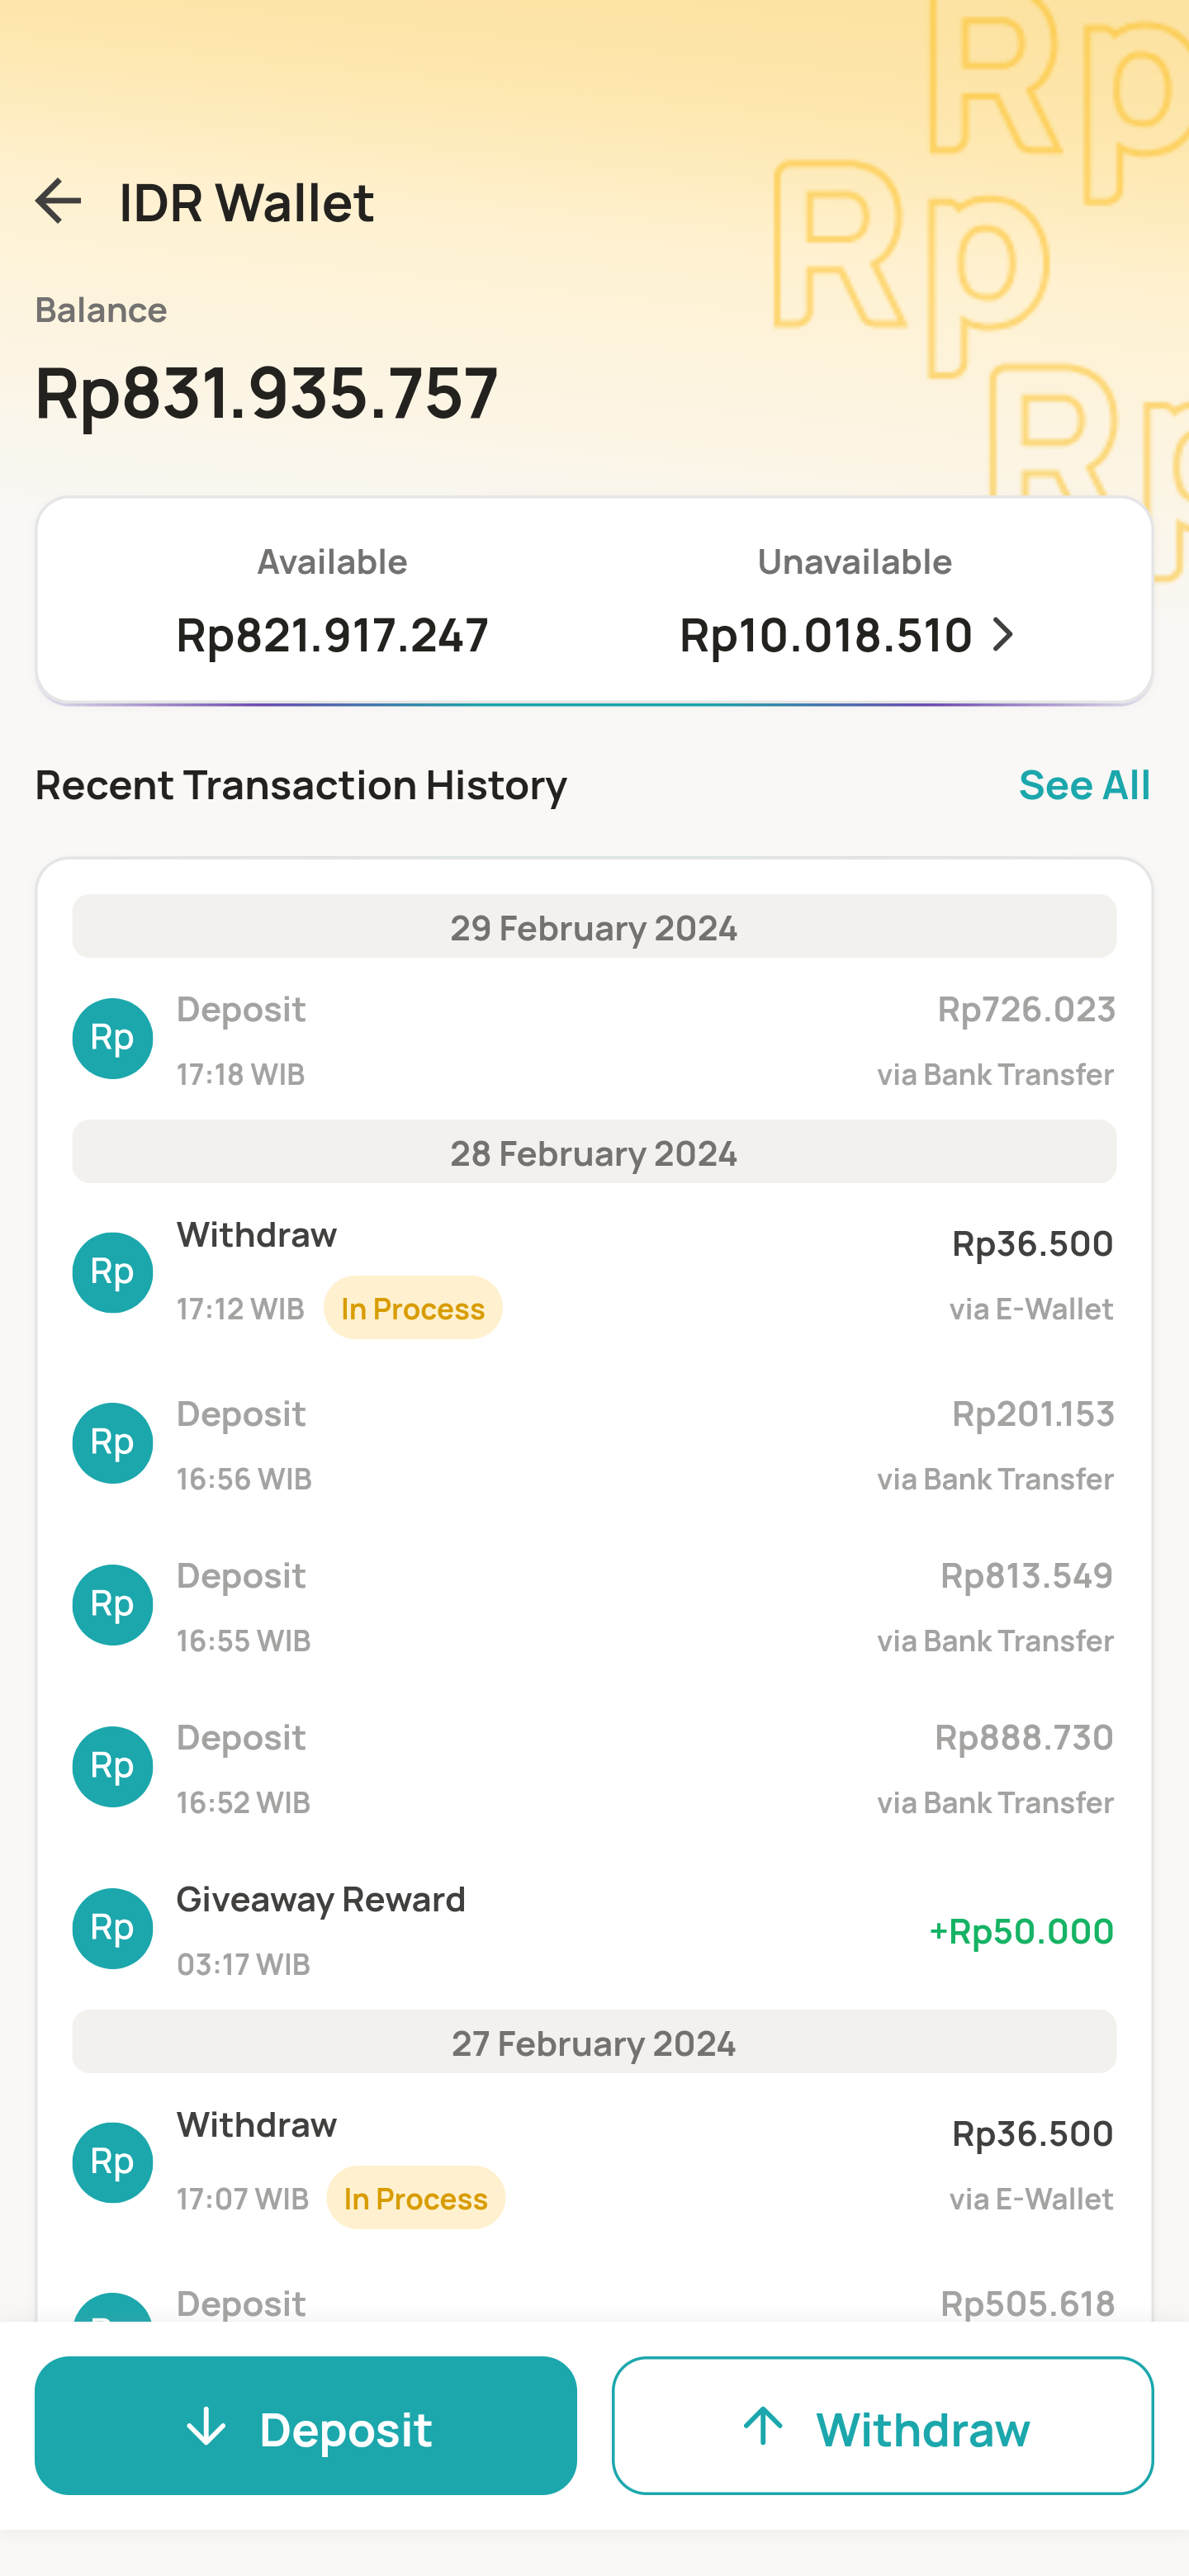 Rp
Rp
Rp
IDR Wallet
Balance
Rp831.935.757
Available
Unavailable
Rp821.917.247
Rp10.018.510
Recent Transaction History
See All
29 February 2024
Rp
Deposit
Rp726.023
17:18 WIB
via Bank Transfer
28 February 2024
Rp
Withdraw
Rp36.500
17:12 WIB
In Process
via E-Wallet
Rp
Deposit
Rp201.153
16:56 WIB
via Bank Transfer
Rp
Deposit
Rp813.549
16:55 WIB
via Bank Transfer
Rp
Deposit
Rp888.730
16:52 WIB
via Bank Transfer
Rp
Giveaway Reward
+Rp50.000
03:17 WIB
27 February 2024
Rp
Withdraw
Rp36.500
17:07 WIB
In Process
via E-Wallet
Deposit
Rp505.618
Deposit
Withdraw